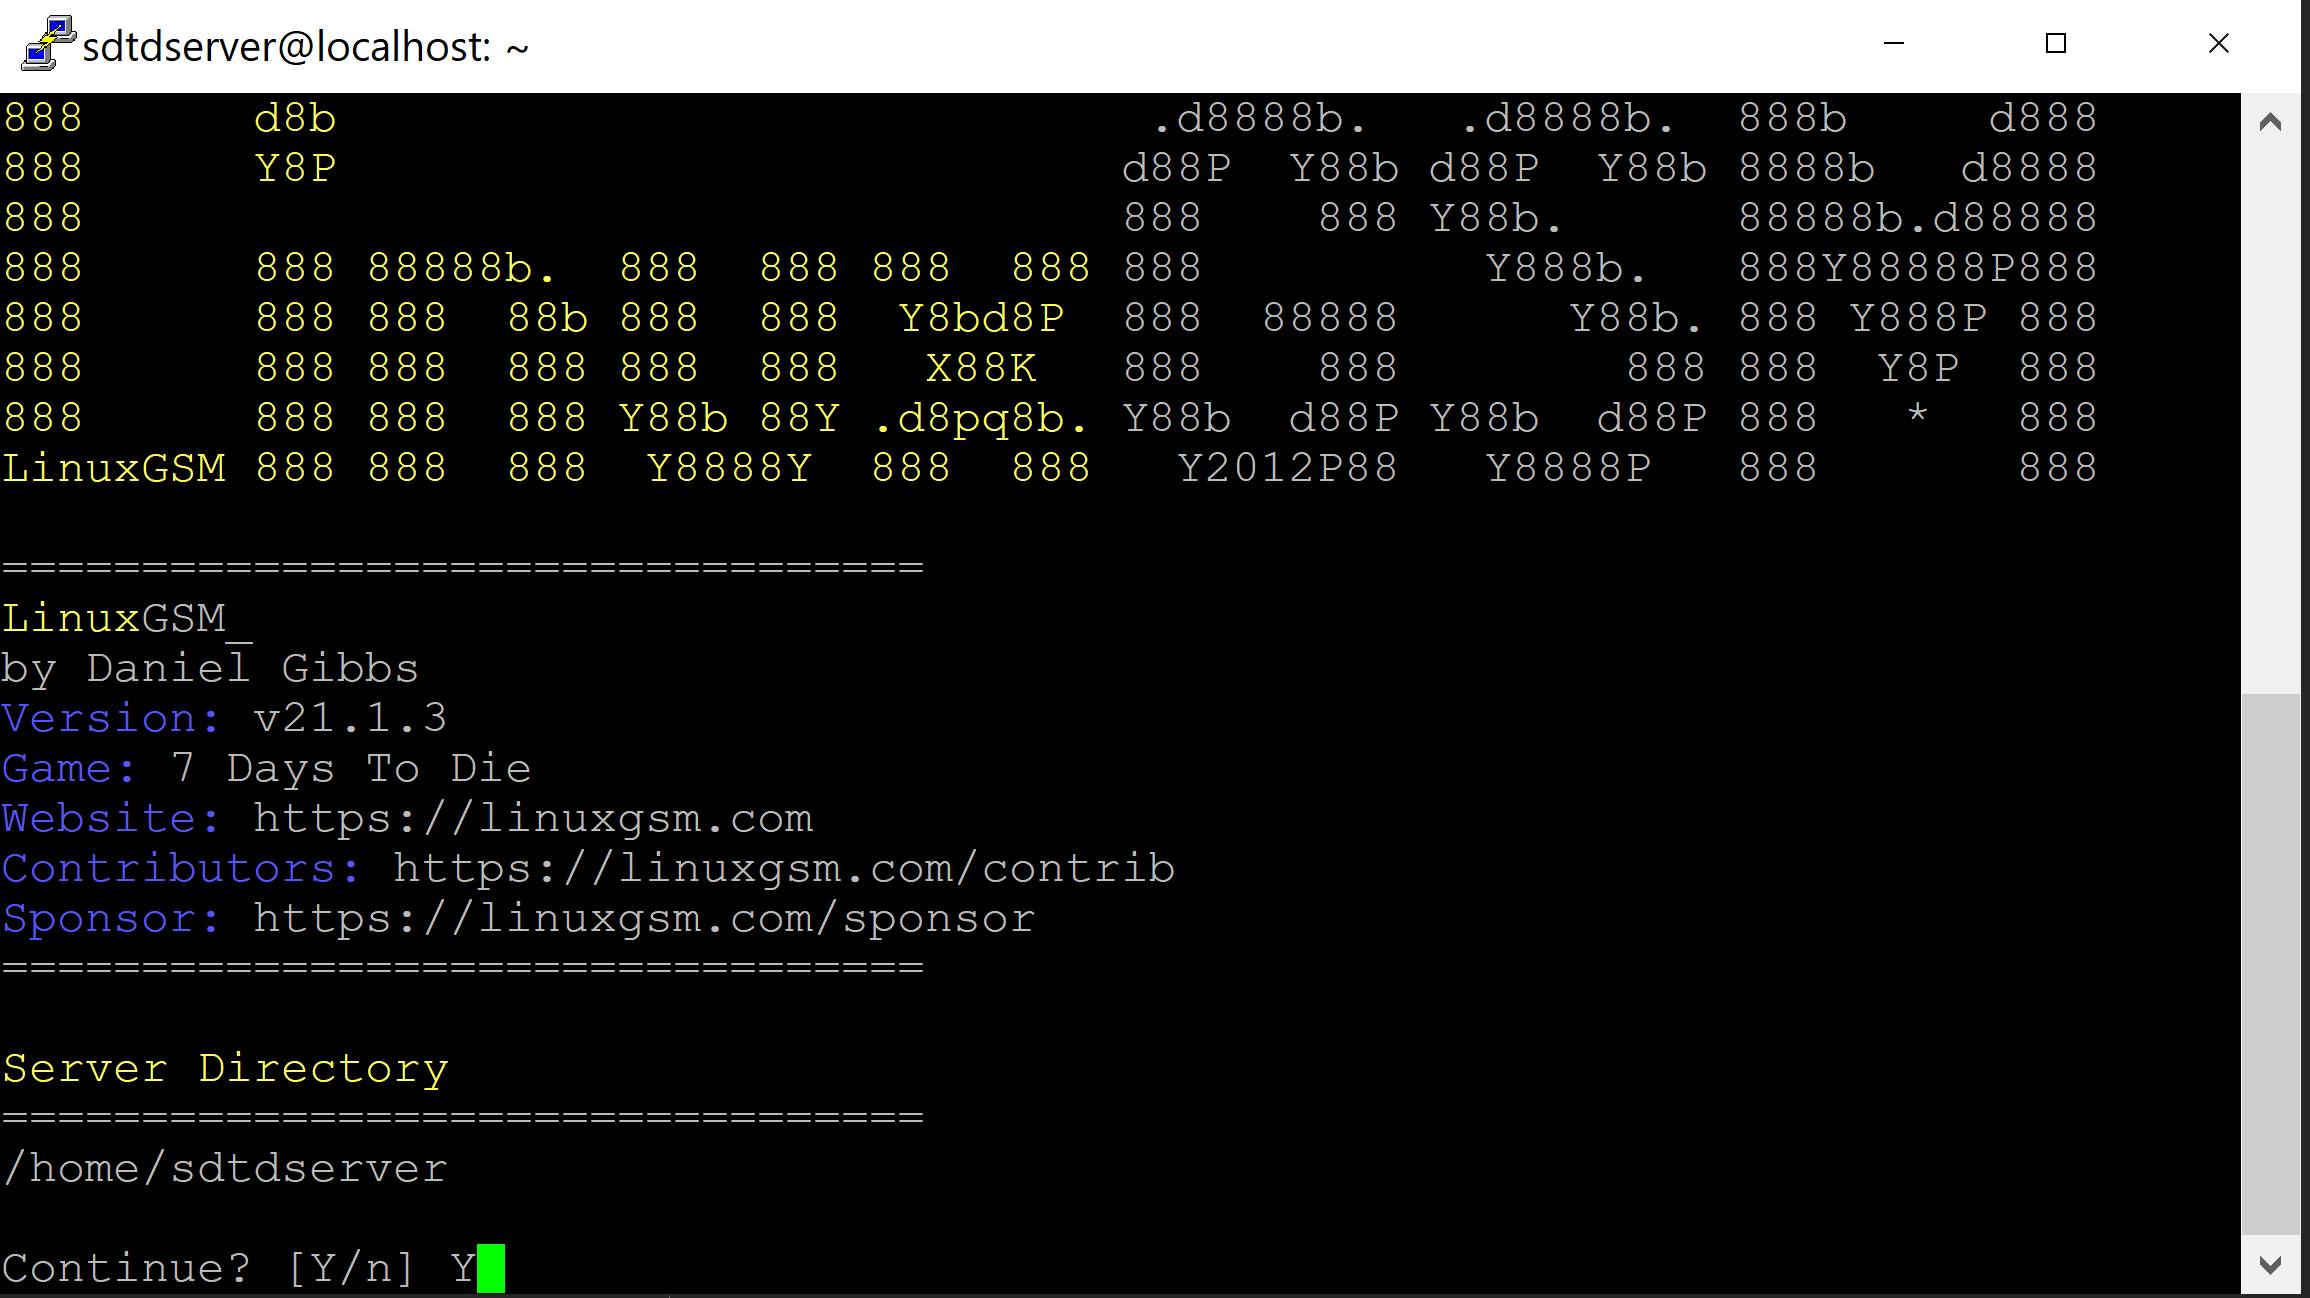 sdtdserver@localhost: ~
888      d8b                             .d8888b.   .d8888b.  888b     d888
888      Y8P                            d88P  Y88b d88P  Y88b 8888b   d8888
888                                     888    888 Y88b.      88888b.d88888
888      888 88888b.  888  888 888  888 888          Y888b.   888Y88888P888
888      888 888  88b 888  888  Y8bd8P  888  88888      Y88b. 888 Y888P 888
888      888 888  888 888  888   X88K   888    888        888 888  Y8P  888
888      888 888  888 Y88b 88Y .d8pq8b. Y88b  d88P Y88b  d88P 888   *   888
LinuxGSM 888 888  888  Y8888Y  888  888   Y2012P88   Y8888P   888       888
=================================
LinuxGSM_
by Daniel Gibbs
Version: v21.1.3
Game: 7 Days To Die
Website: https://linuxgsm.com
Contributors: https://linuxgsm.com/contrib
Sponsor: https://linuxgsm.com/sponsor
=================================
Server Directory
=================================
/home/sdtdserver
Continue? [Y/n] Y